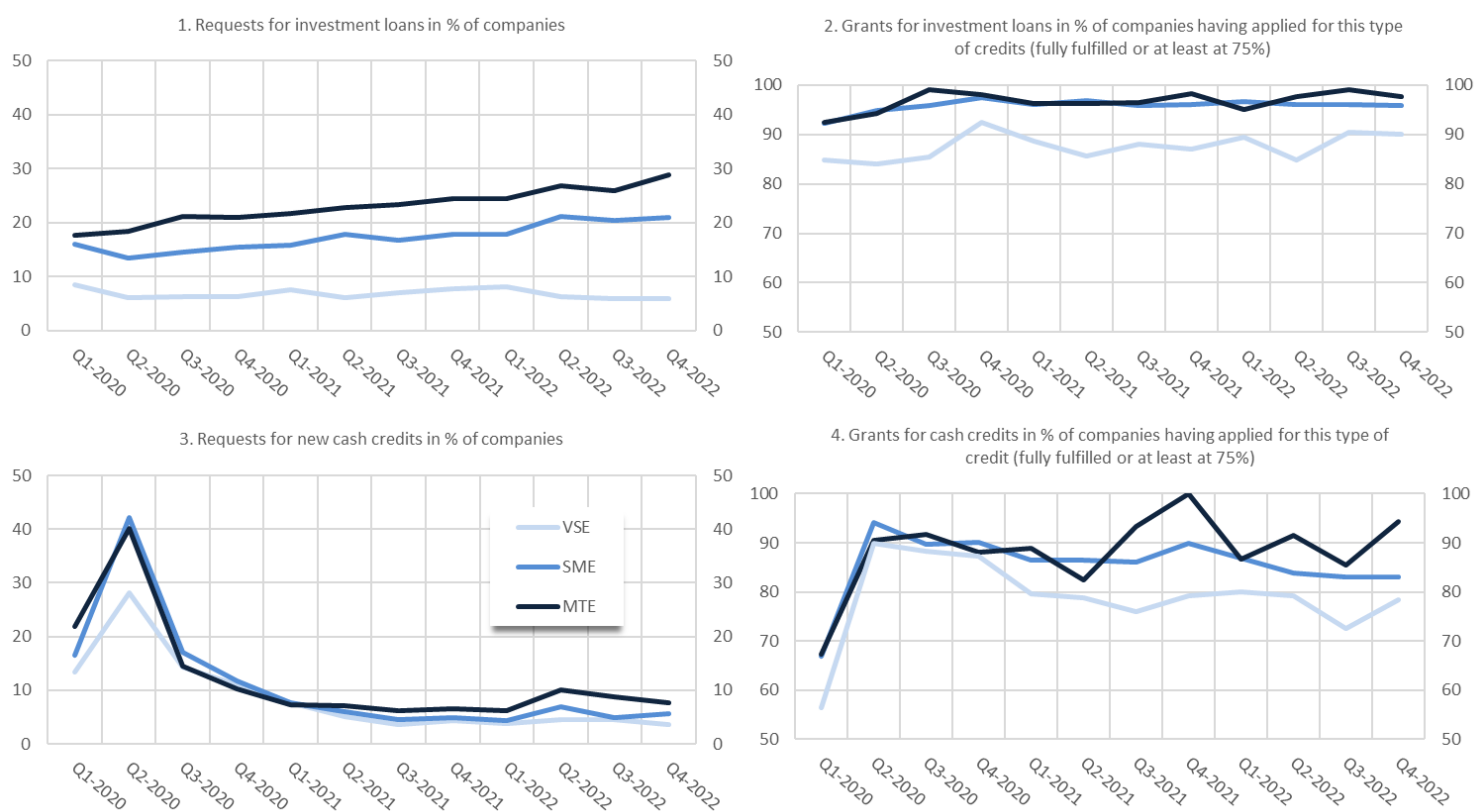 1. Requests for investment loans in % of companies
50
40
30
20
10
0
50
40
30
20
10
0
Q1-2020
Q2-2020
Q3-2020
Q4-2020
Q1-2021
Q2-2021
Q3-2021
Q4-2021
Q1-2022
Q2-2022
Q3-2022
Q4-2022
2. Grants for investment loans in % of companies having applied for this type
of credits (fully fulfilled or at least at 75%)
100
90
80
70
60
50
100
90
80
70
60
50
Q1-2020
Q2-2020
Q3-2020
Q4-2020
Q1-2021
Q2-2021
Q3-2021
Q4-2021
Q1-2022
Q2-2022
Q3-2022
Q4-2022
3. Requests for new cash credits in % of companies
50
40
30
20
10
0
50
40
30
20
10
0
VSE
SME
MTE
Q1-2020
Q2-2020
Q3-2020
Q4-2020
Q1-2021
Q2-2021
Q3-2021
Q4-2021
Q1-2022
Q2-2022
Q3-2022
Q4-2022
4. Grants for cash credits in % of companies having applied for this type of
credit (fully fulfilled or at least at 75%)
100
90
80
70
60
50
100
90
80
70
60
50
Q1-2020
Q2-2020
Q3-2020
Q4-2020
Q1-2021
Q2-2021
Q3-2021
Q4-2021
Q1-2022
Q2-2022
Q3-2022
Q4-2022